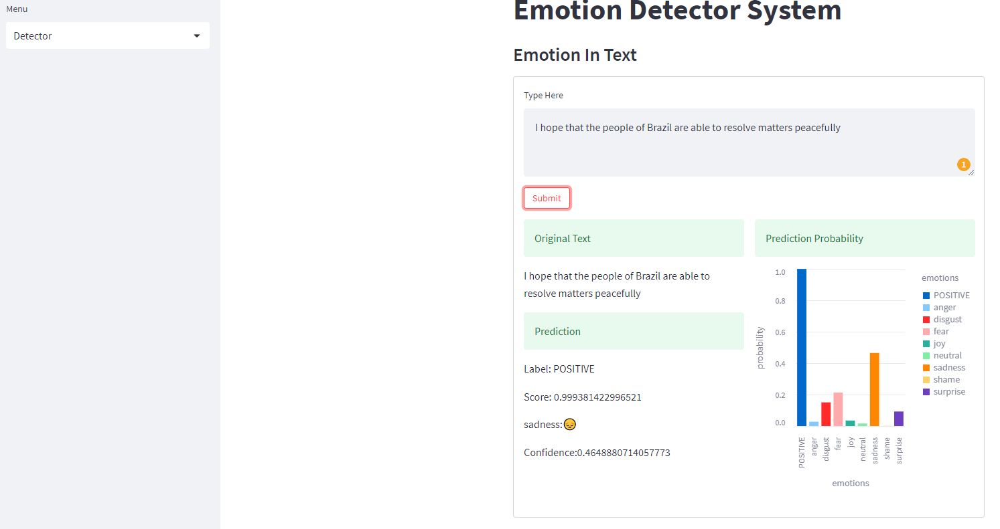 Menu
Detector
Emotion Detector System
Emotion In Text
Type Here
I hope that the people of Brazil are able to resolve matters peacefully
1
Submit
Original Text
I hope that the people of Brazil are able to
resolve matters peacefully
Prediction
Label: POSITIVE
Score: 0.999381422996521
sadness:😔
Confidence:0.4648880714057773
Prediction Probability
1.0
0.8
0.6
0.4
0.2
0.0
probability
POSITIVE
anger
disgust
fear
joy
neutral
sadness
shame
surprise
emotions
emotions
POSITIVE
anger
disgust
fear
joy
neutral
sadness
shame
surprise